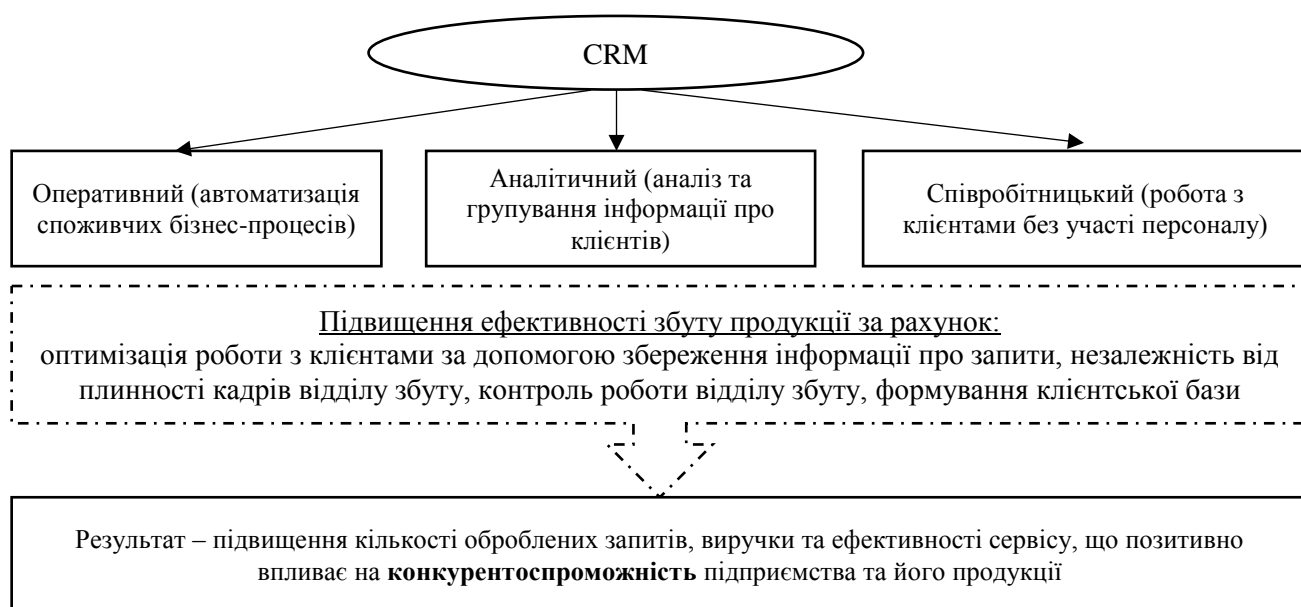 CRM
Оперативний (автоматизація
споживчих бізнес-процесів)
Аналітичний (аналіз та
групування інформації про
клієнтів)
Співробітницький (робота з
клієнтами без участі персоналу)
Підвищення ефективності збуту продукції за рахунок:
оптимізація роботи з клієнтами за допомогою збереження інформації про запити, незалежність від
плинності кадрів відділу збуту, контроль роботи відділу збуту, формування клієнтської бази
Результат – підвищення кількості оброблених запитів, виручки та ефективності сервісу, що позитивно
впливає на конкурентоспроможність підприємства та його продукції